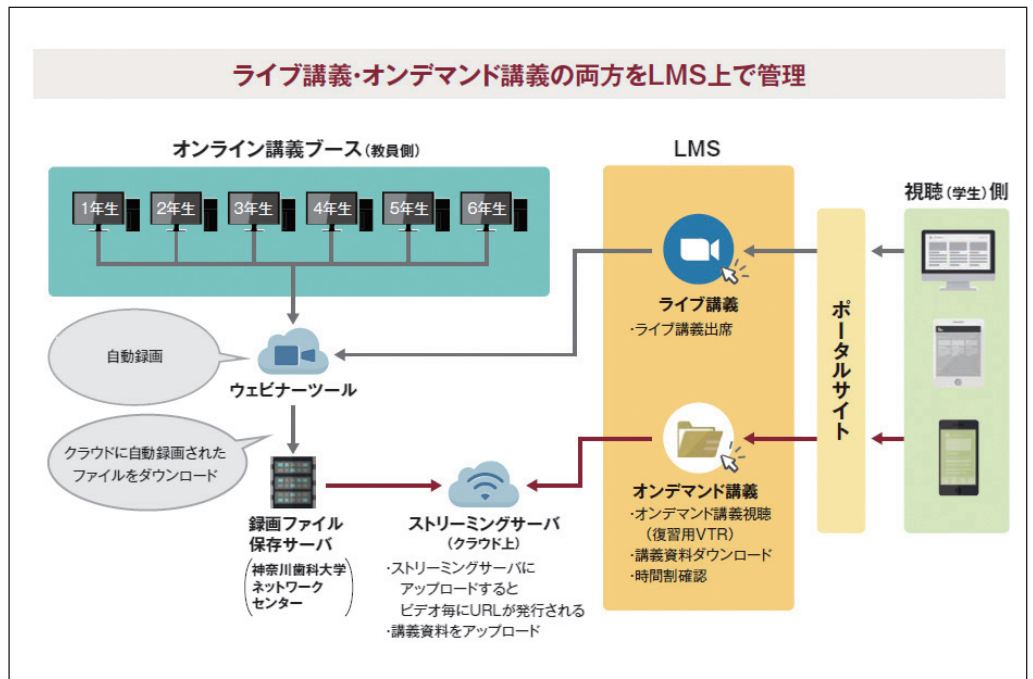 ライブ講義・オンデマンド講義の両方をLMS上で管理
オンライン講義ブース（教員側）
1年生
2年生
3年生
4年生
5年生
6年生
LMS
視聴（学生）側
ポータルサイト
ライブ講義
・ライブ講義出席
自動録画
ウェビナーツール
クラウドに自動録画された
ファイルをダウンロード
録画ファイル
保存サーバ
（神奈川歯科大学
ネットワーク
センター）
ストリーミングサーバ
（クラウド上）
・ストリーミングサーバに
アップロードすると
ビデオ毎にURLが発行される
・講義資料をアップロード
オンデマンド講義
・オンデマンド講義視聴
（復習用VTR）
・講義資料ダウンロード
・時間割確認